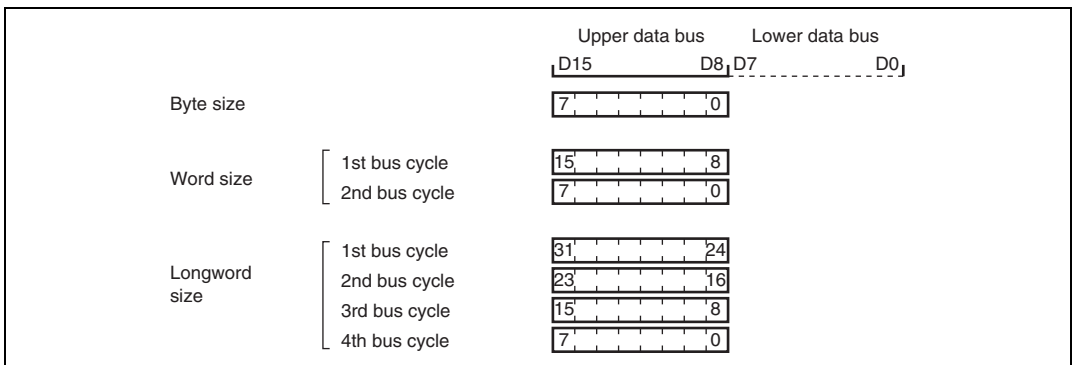 Upper data bus Lower data bus
D15 D8 D7 D0
Byte size 7 0
Word size
1st bus cycle 15 8
2nd bus cycle 7 0
Longword
size
1st bus cycle 31 24
2nd bus cycle 23 16
3rd bus cycle 15 8
4th bus cycle 7 0